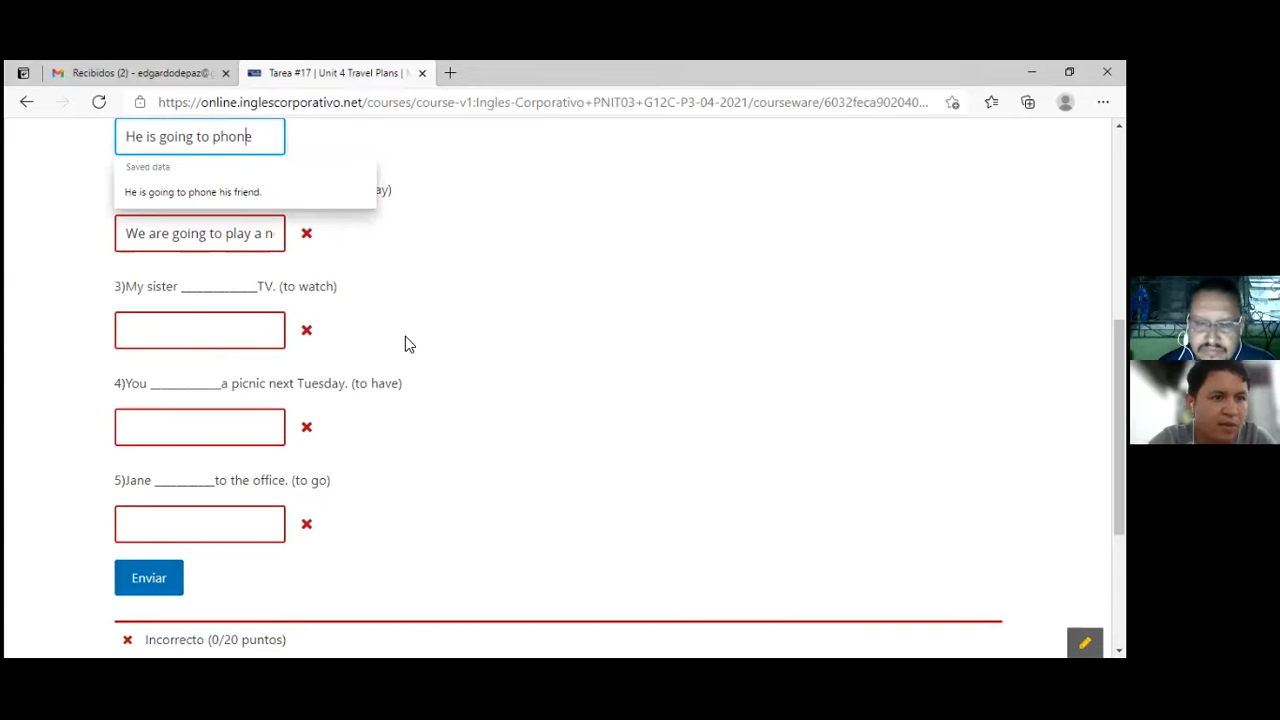 Recibidos (2) - edgardodepaz@g
Tarea #17 | Unit 4 Travel Plans |
https://online.inglescorporativo.net/courses/course-v1:Ingles-Corporativo+PNIT03+G12C-P3-04-2021/courseware/6032feca902040...
He is going to phone
Saved data
He is going to phone his friend.
ay)
We are going to play a n
3)My sister _____________TV. (to watch)
4)You ____________a picnic next Tuesday. (to have)
5)Jane __________to the office. (to go)
Enviar
Incorrecto (0/20 puntos)